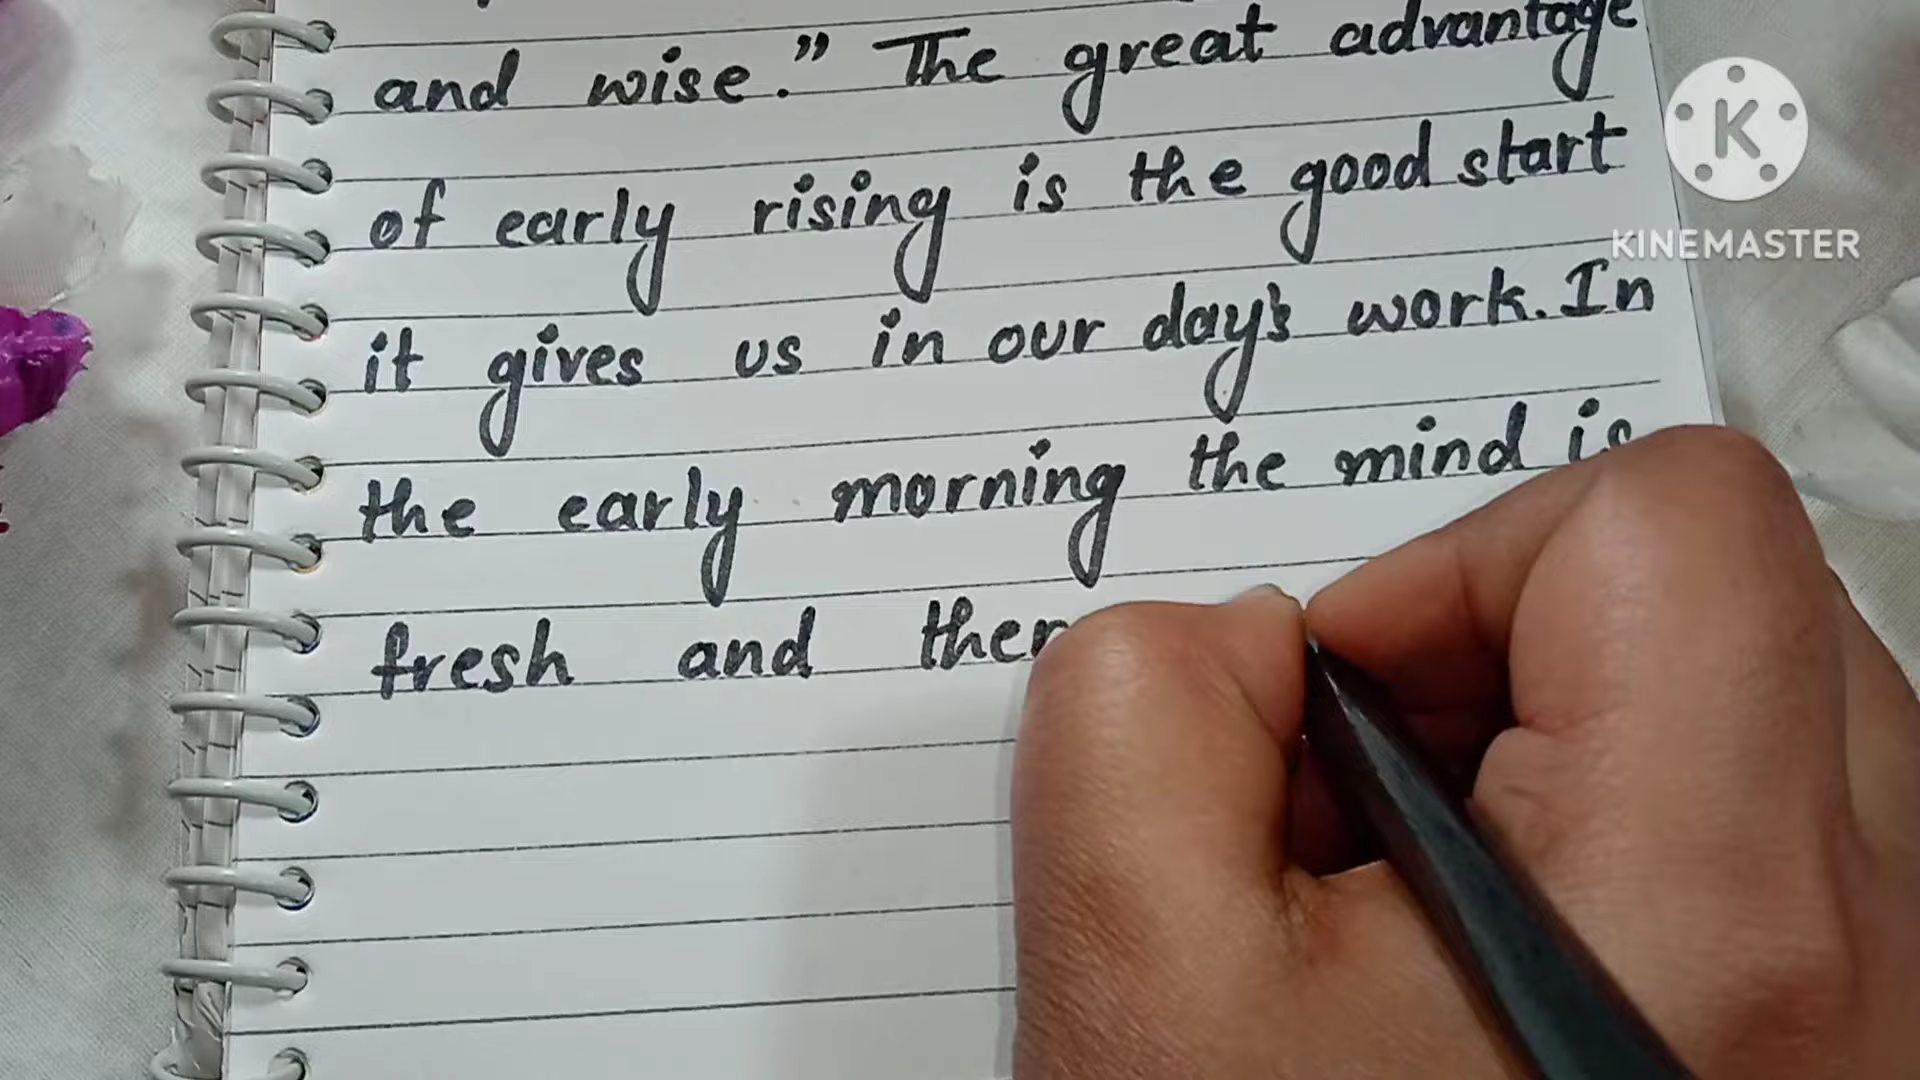 and wise." The great advantage
of early rising is the good start
it gives us in our day's work. In
the early morning the mind is
fresh and
K
KINEMASTER